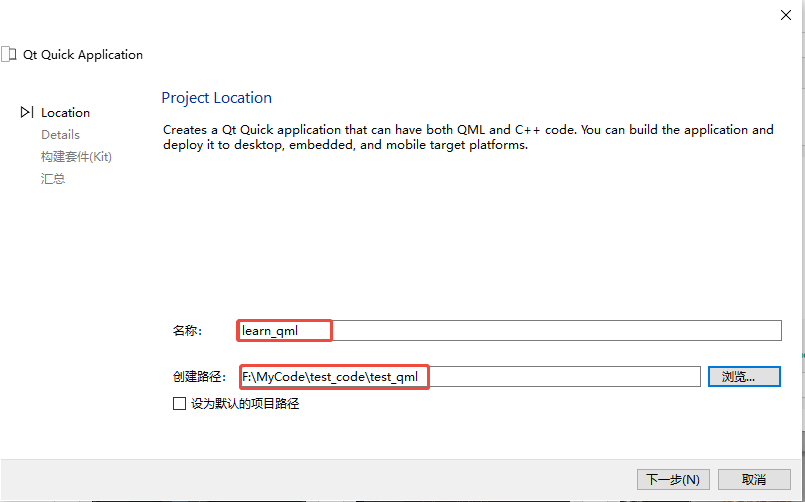 Qt Quick Application
Location
Details
构建套件(Kit)
汇总
Project Location
Creates a Qt Quick application that can have both QML and C++ code. You can build the application and
deploy it to desktop, embedded, and mobile target platforms.
名称: learn_qml
创建路径: F:\MyCode\test_code\test_qml 浏览...
设为默认的项目路径
下一步(N) 取消